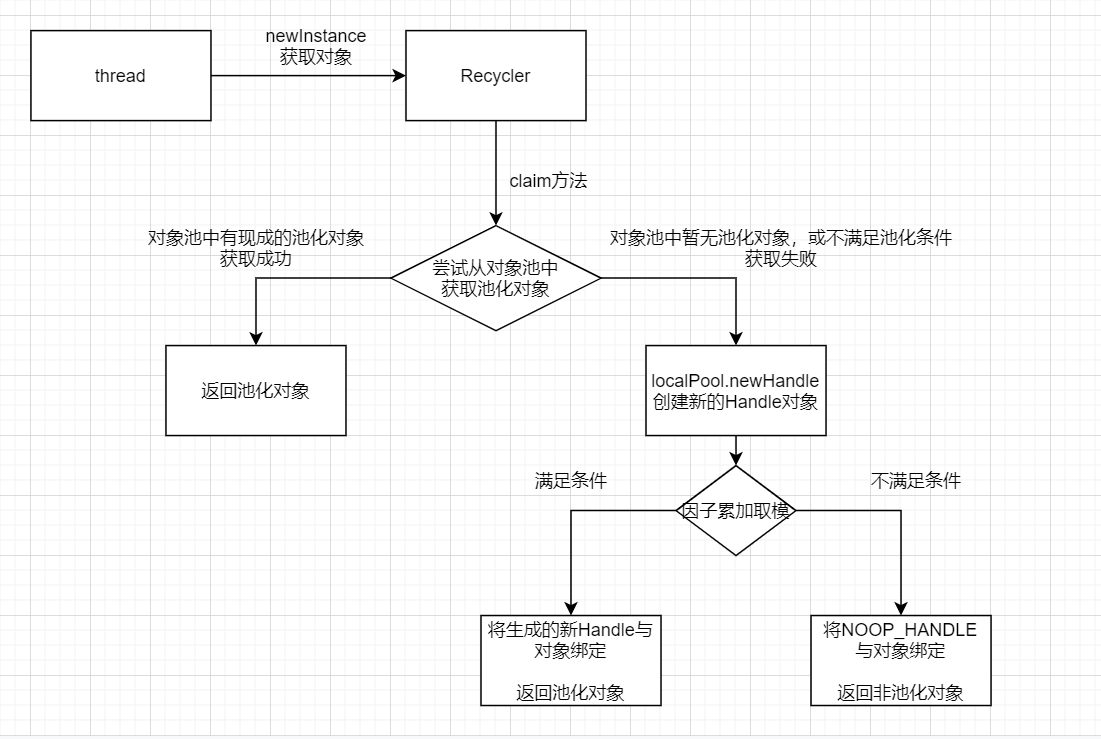 newInstance
获取对象
thread
Recycler
claim方法
对象池中有现成的池化对象
获取成功
对象池中暂无池化对象，或不满足池化条件
获取失败
尝试从对象池中
获取池化对象
返回池化对象
localPool.newHandle
创建新的Handle对象
满足条件
不满足条件
因子累加取模
将生成的新Handle与
对象绑定
返回池化对象
将NOOP_HANDLE
与对象绑定
返回非池化对象